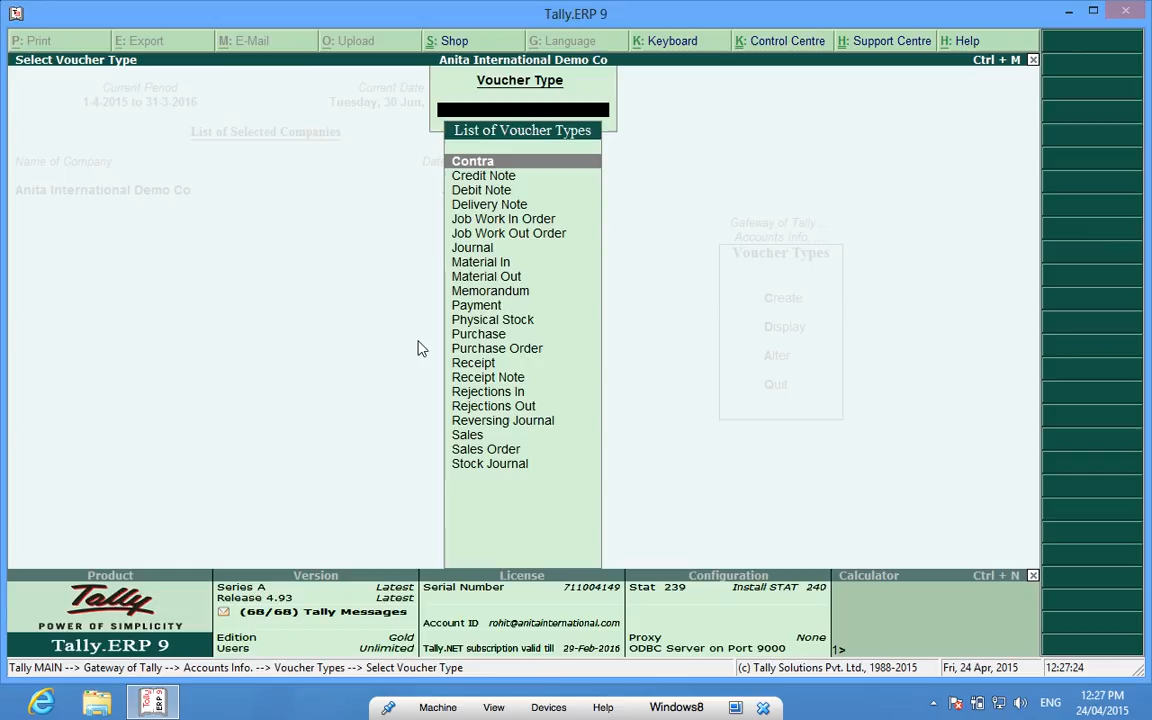 Tally.ERP 9
P: Print
E: Export
M: E-Mail
O: Upload
S: Shop
G: Language
K: Keyboard
K: Control Centre
H: Support Centre
H: Help
Select Voucher Type
Anita International Demo Co
Ctrl + M
Current Period
1-4-2015 to 31-3-2016
Current Date
Tuesday, 30 Jun,
List of Selected Companies
Name of Company
Anita International Demo Co
Voucher Type
List of Voucher Types
Contra
Credit Note
Debit Note
Delivery Note
Job Work In Order
Job Work Out Order
Journal
Material In
Material Out
Memorandum
Payment
Physical Stock
Purchase
Purchase Order
Receipt
Receipt Note
Rejections In
Rejections Out
Reversing Journal
Sales
Sales Order
Stock Journal
Gateway of Tally ...
Accounts Info. ...
Voucher Types
Create
Display
Alter
Quit
Product
Tally
POWER OF SIMPLICITY
Tally.ERP 9
Version
Series A Latest
Release 4.93 Latest
(68/68) Tally Messages
Edition Gold
Users Unlimited
License
Serial Number 711004149
Account ID rohit@anitainternational.com
Tally.NET subscription valid till 29-Feb-2016
Configuration
Stat 239 Install STAT 240
Proxy None
ODBC Server on Port 9000
Calculator
Ctrl + N
1>
Tally MAIN --> Gateway of Tally --> Accounts Info. --> Voucher Types --> Select Voucher Type
(c) Tally Solutions Pvt. Ltd., 1988-2015
Fri, 24 Apr, 2015
12:27:24
Machine
View
Devices
Help
Windows8
ENG
12:27 PM
24/04/2015